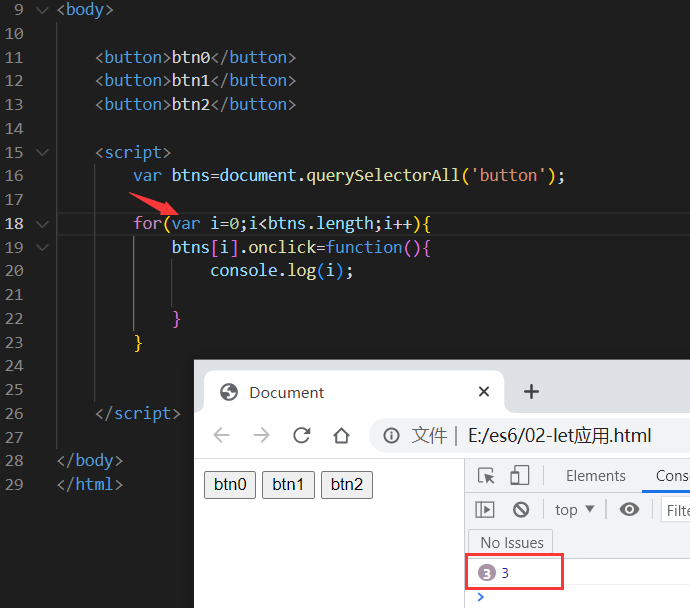 9 <body>
10
11 <button>btn0</button>
12 <button>btn1</button>
13 <button>btn2</button>
14
15 <script>
16 var btns=document.querySelectorAll('button');
17
18 for(var i=0;i<btns.length;i++){
19 btns[i].onclick=function(){
20 console.log(i);
21
22 }
23 }
24
25
26 </script>
27
28 </body>
29 </html>
Document
文件 E:/es6/02-let应用.html
btn0 btn1 btn2
Elements Cons
top Filte
No Issues
3 3